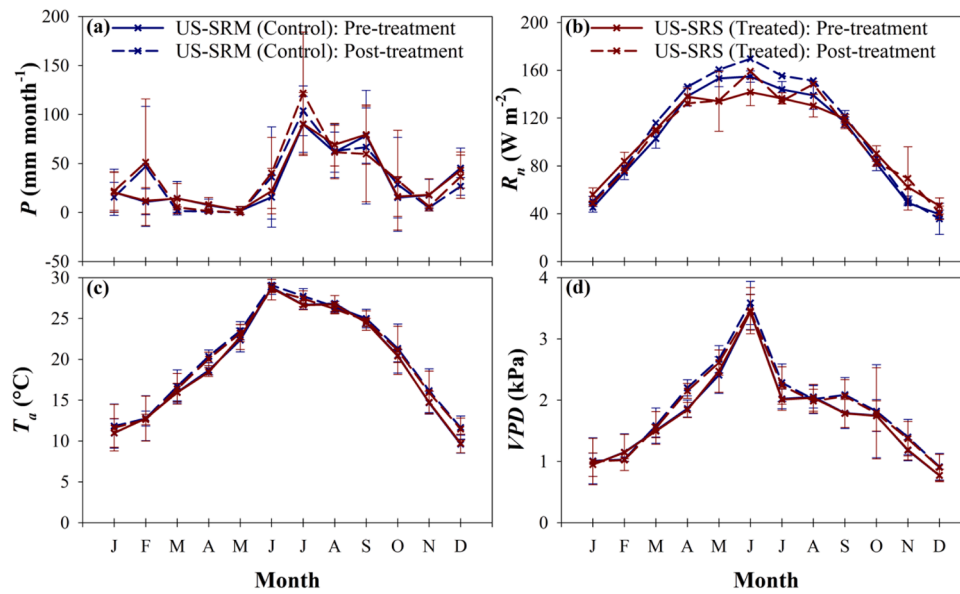 (a)
US-SRM (Control): Pre-treatment
US-SRM (Control): Post-treatment
200
150
100
50
0
-50
P (mm month⁻¹)
(b)
US-SRS (Treated): Pre-treatment
US-SRS (Treated): Post-treatment
200
160
120
80
40
0
Rₙ (W m⁻²)
(c)
30
25
20
15
10
5
0
Tₐ (°C)
J F M A M J J A S O N D
Month
(d)
4
3
2
1
0
VPD (kPa)
J F M A M J J A S O N D
Month